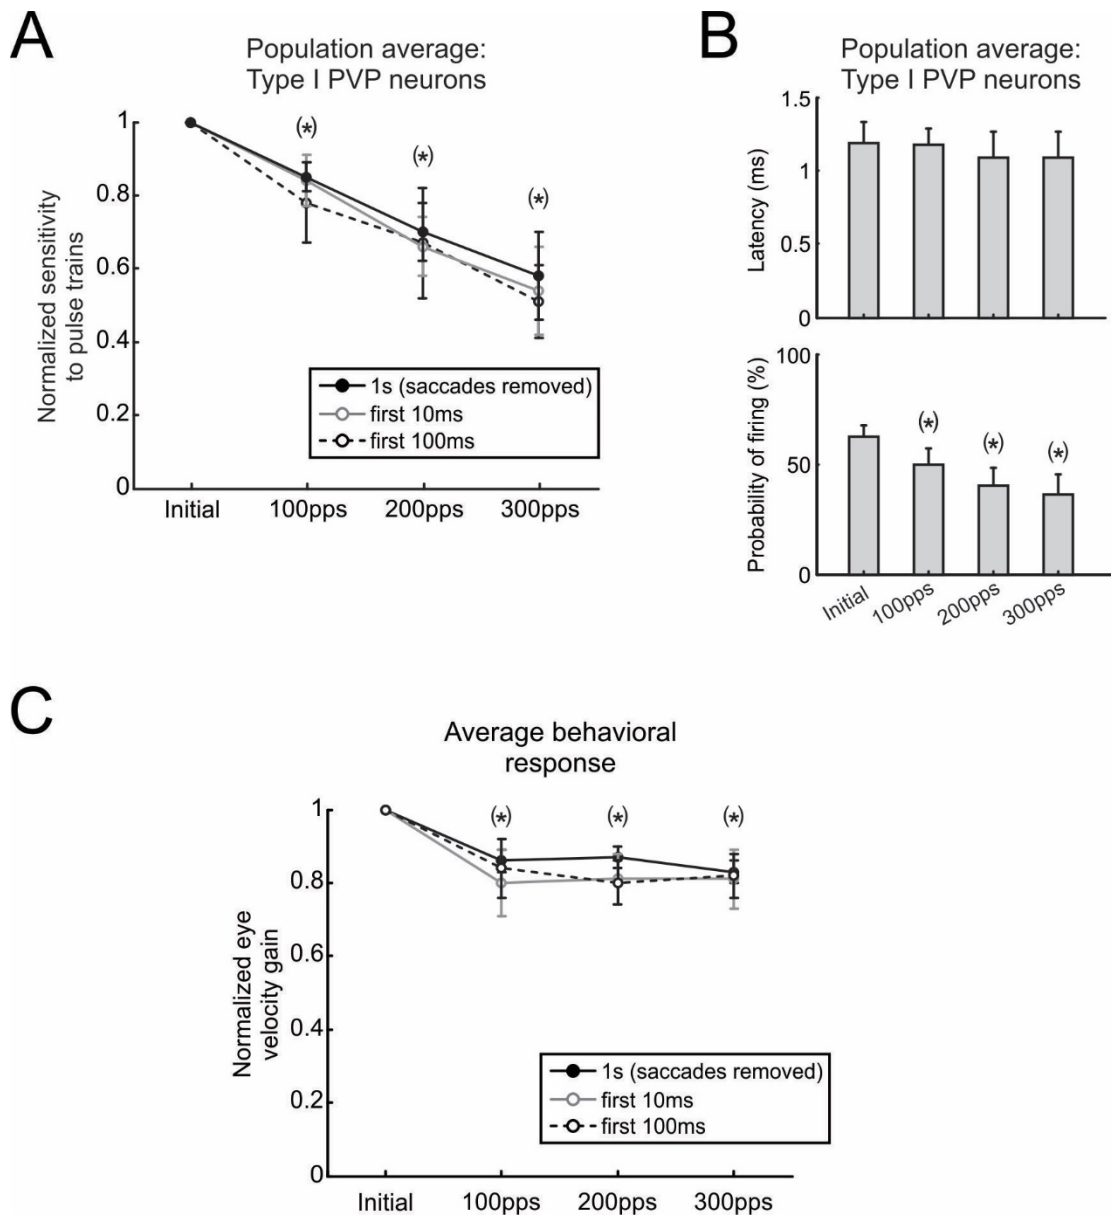 A
Population average:
Type I PVP neurons
Normalized sensitivity
to pulse trains
1
0.8
0.6
0.4
0.2
0
(*)
(*)
(*)
1s (saccades removed)
first 10ms
first 100ms
Initial
100pps
200pps
300pps
B
Population average:
Type I PVP neurons
Latency (ms)
1.5
1
0.5
0
Probability of firing (%)
100
50
0
(*)
(*)
(*)
Initial
100pps
200pps
300pps
C
Average behavioral
response
Normalized eye
velocity gain
1
0.8
0.6
0.4
0.2
0
(*)
(*)
(*)
1s (saccades removed)
first 10ms
first 100ms
Initial
100pps
200pps
300pps